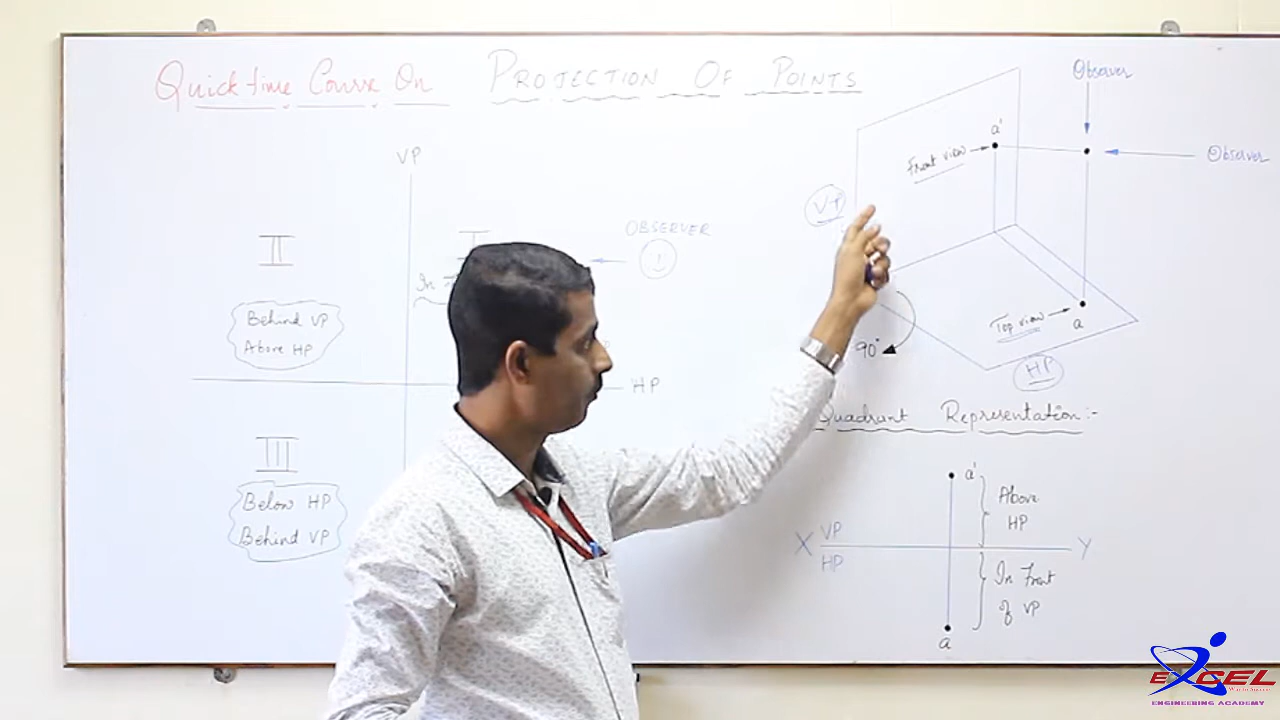 Quick time Course On PROJECTION OF POINTS
VP
II
Behind VP
Above HP
I
In
OBSERVER
1
HP
III
Below HP
Behind VP
Observer
a'
Front view
Observer
VP
Top view
a
HP
90°
Quadrant Representation:-
a'
Above
HP
X VP Y
HP
In Front
of VP
a
EXCEL
ENGINEERING ACADEMY